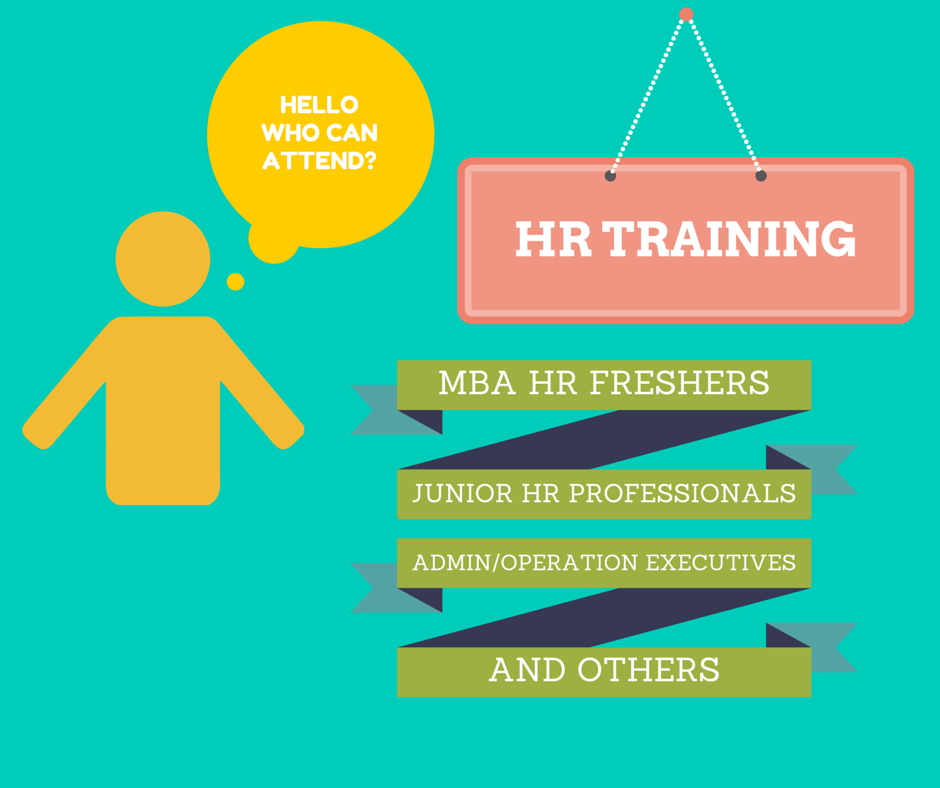 HELLO
WHO CAN
ATTEND?
HR TRAINING
MBA HR FRESHERS
JUNIOR HR PROFESSIONALS
ADMIN/OPERATION EXECUTIVES
AND OTHERS